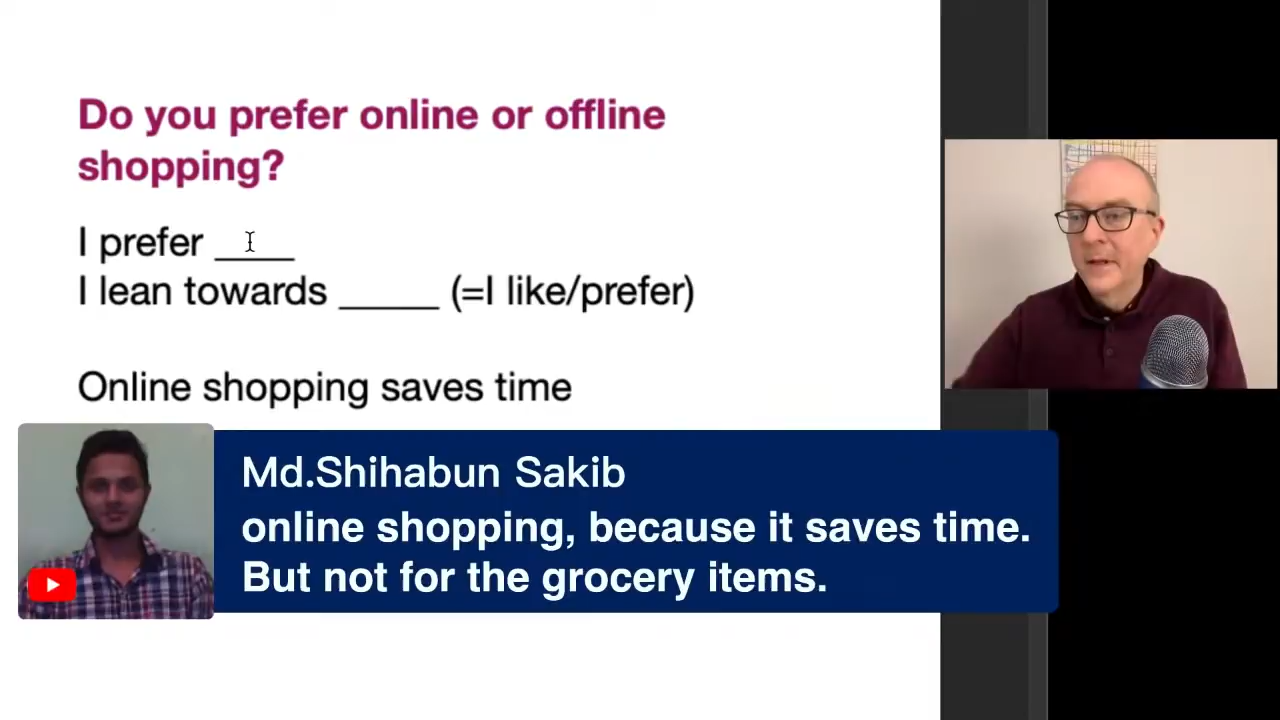 Do you prefer online or offline
shopping?
I prefer ____
I lean towards _____ (=I like/prefer)
Online shopping saves time
Md.Shihabun Sakib
online shopping, because it saves time.
But not for the grocery items.